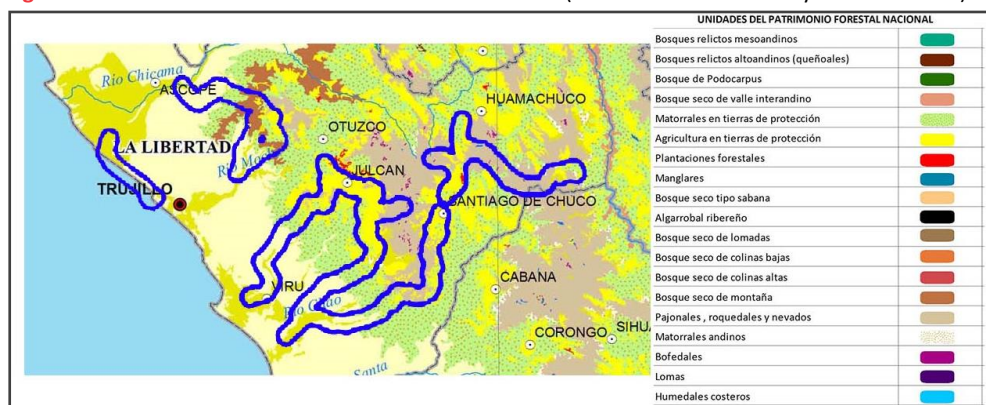 UNIDADES DEL PATRIMONIO FORESTAL NACIONAL
Bosques relictos mesoandinos
Bosques relictos altoandinos (queñoales)
Bosque de Podocarpus
Bosque seco de valle interandino
Matorrales en tierras de protección
Agricultura en tierras de protección
Plantaciones forestales
Manglares
Bosque seco tipo sabana
Algarrobal ribereño
Bosque seco de lomadas
Bosque seco de colinas bajas
Bosque seco de colinas altas
Bosque seco de montaña
Pajonales , roquedales y nevados
Matorrales andinos
Bofedales
Lomas
Humedales costeros
Rio Chicama
ASCOPE
HUAMACHUCO
OTUZCO
LA LIBERTAD
JULCAN
TRUJILLO
SANTIAGO DE CHUCO
VIRU
CABANA
CORONGO
Santa